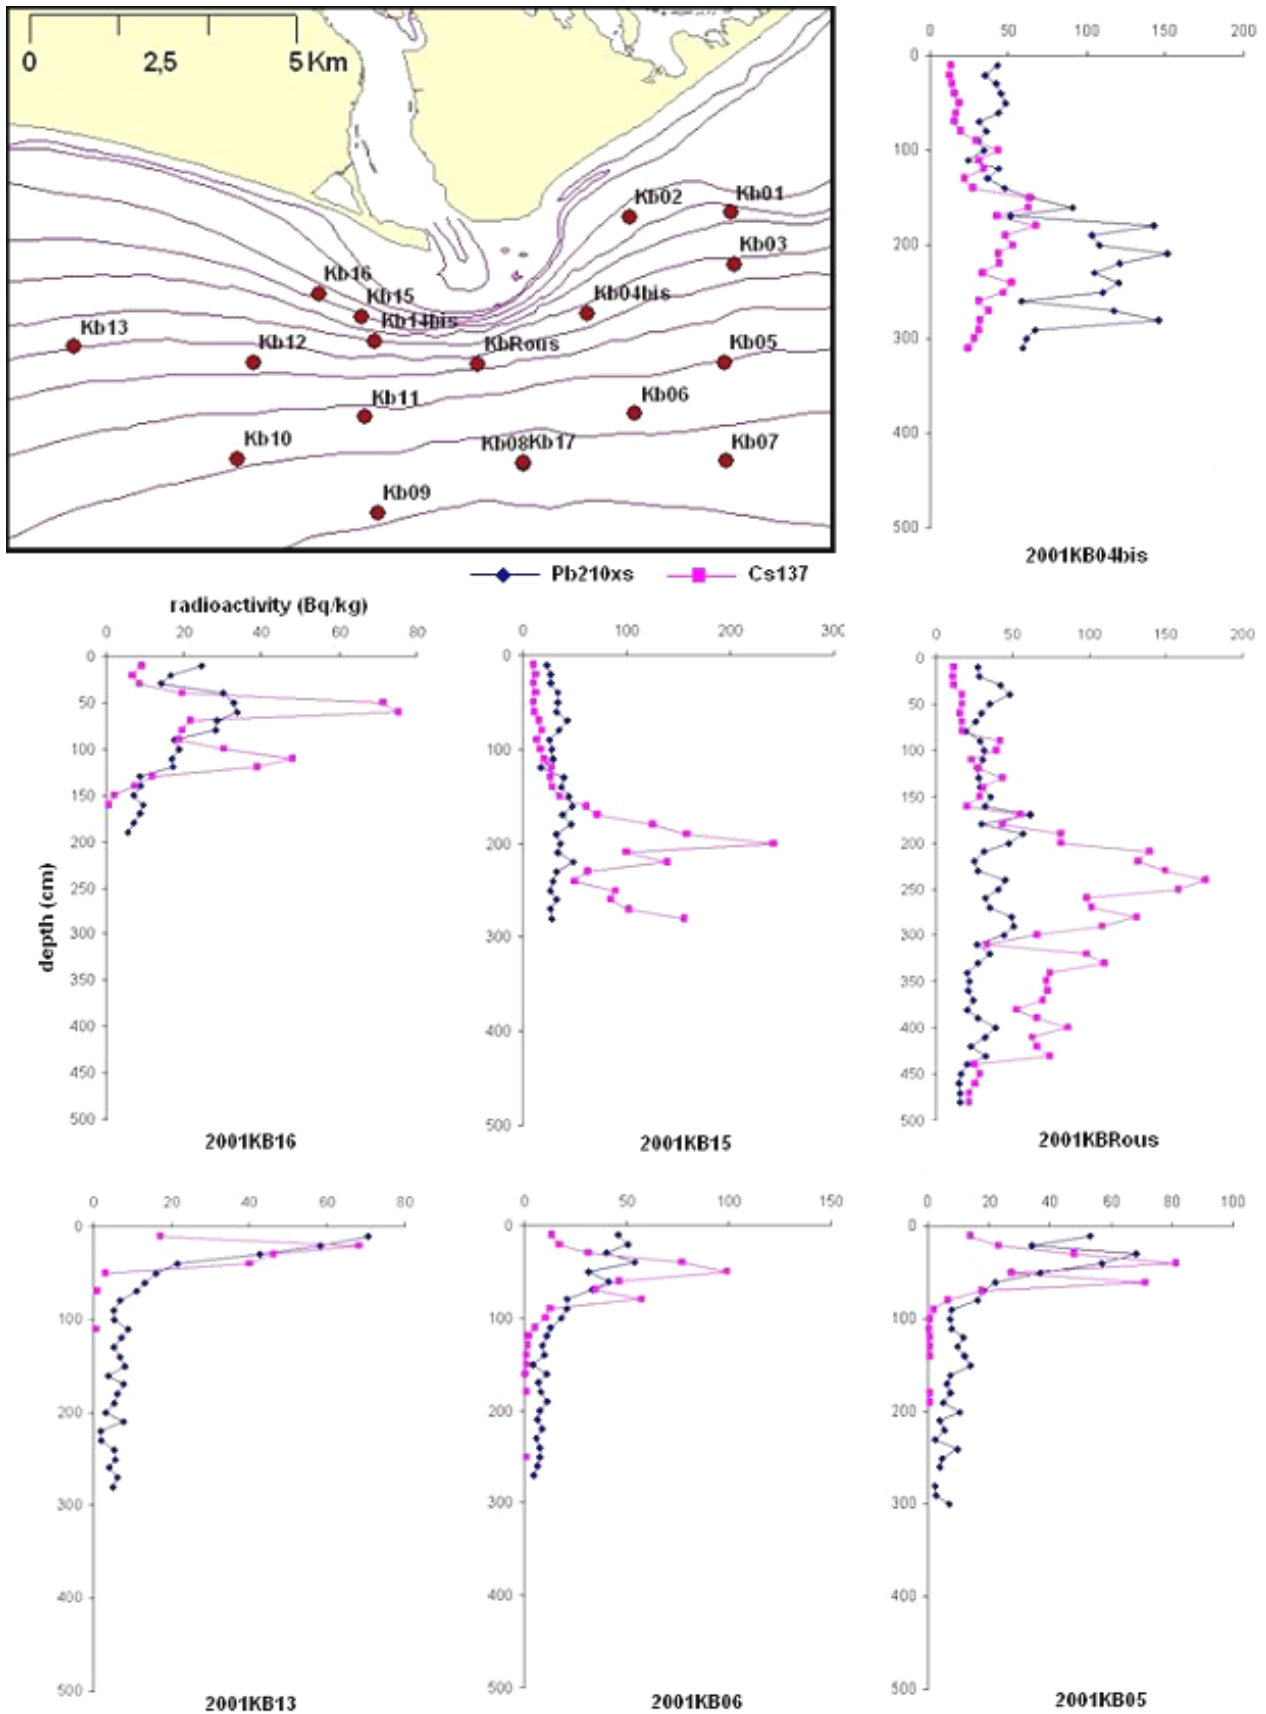 0 2,5 5 Km
Kb02
Kb01
Kb03
Kb16
Kb15
Kb04bis
Kb14bis
Kb13
Kb12
KbRous
Kb05
Kb11
Kb06
Kb10
Kb08Kb17
Kb07
Kb09
0 50 100 150 200
0
100
200
300
400
500
2001KB04bis
Pb210xs Cs137
radioactivity (Bq/kg)
0 20 40 60 80
0
50
100
150
200
250
300
350
400
450
500
depth (cm)
2001KB16
0 100 200 300
0
100
200
300
400
500
2001KB15
0 50 100 150 200
0
50
100
150
200
250
300
350
400
450
500
2001KBRous
0 20 40 60 80
0
100
200
300
400
500
2001KB13
0 50 100 150
0
100
200
300
400
500
2001KB06
0 20 40 60 80 100
0
100
200
300
400
500
2001KB05